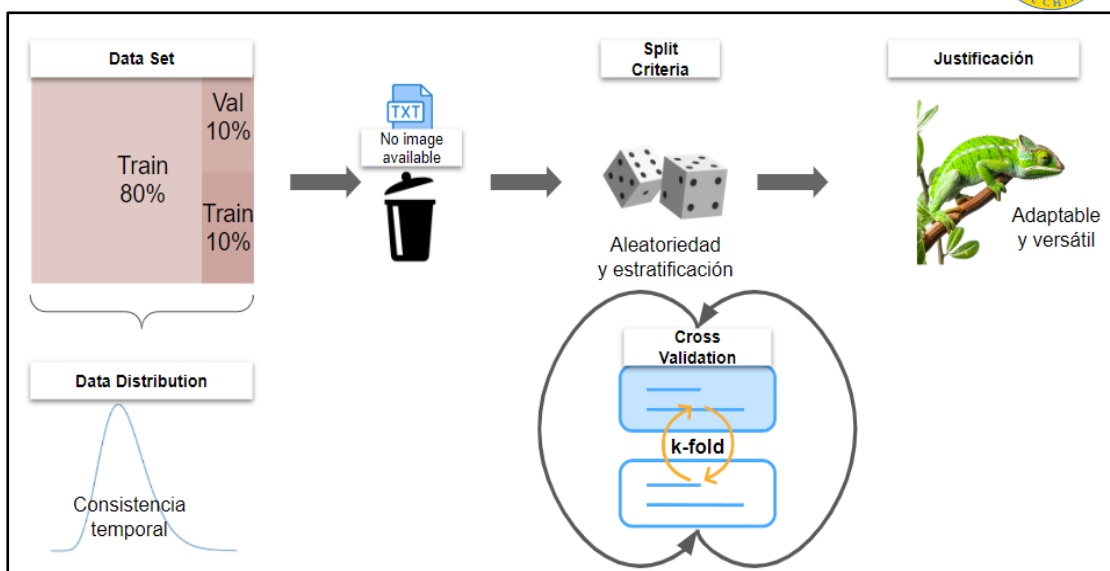 Data Set
Val
10%
Train
80%
Train
10%
TXT
No image
available
Split
Criteria
Aleatoriedad
y estratificación
Justificación
Adaptable
y versátil
Data Distribution
Consistencia
temporal
Cross
Validation
k-fold